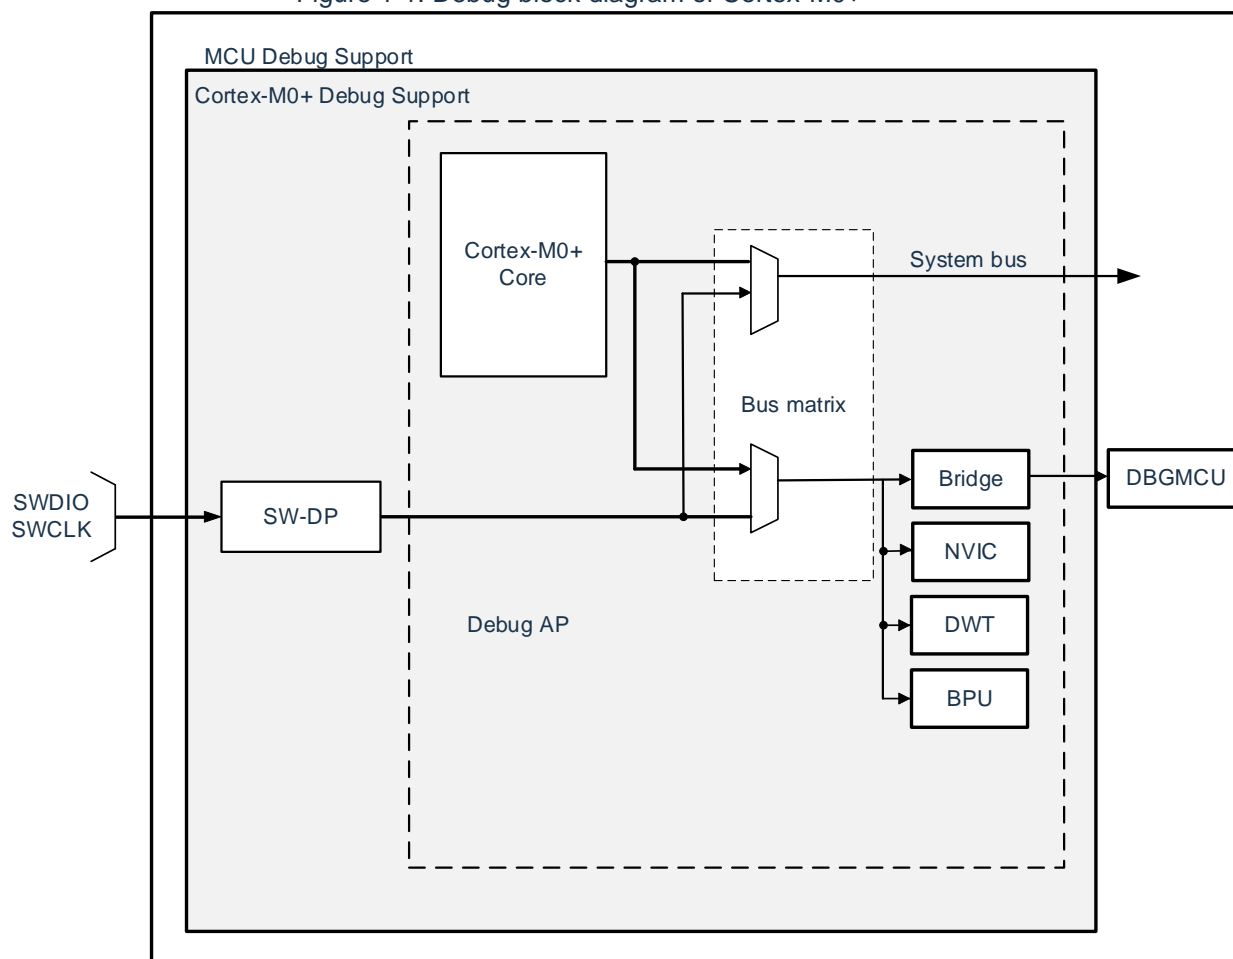 MCU Debug Support
Cortex-M0+ Debug Support
Cortex-M0+
Core
System bus
Bus matrix
Bridge
DBGMCU
SWDIO
SWCLK
SW-DP
NVIC
Debug AP
DWT
BPU